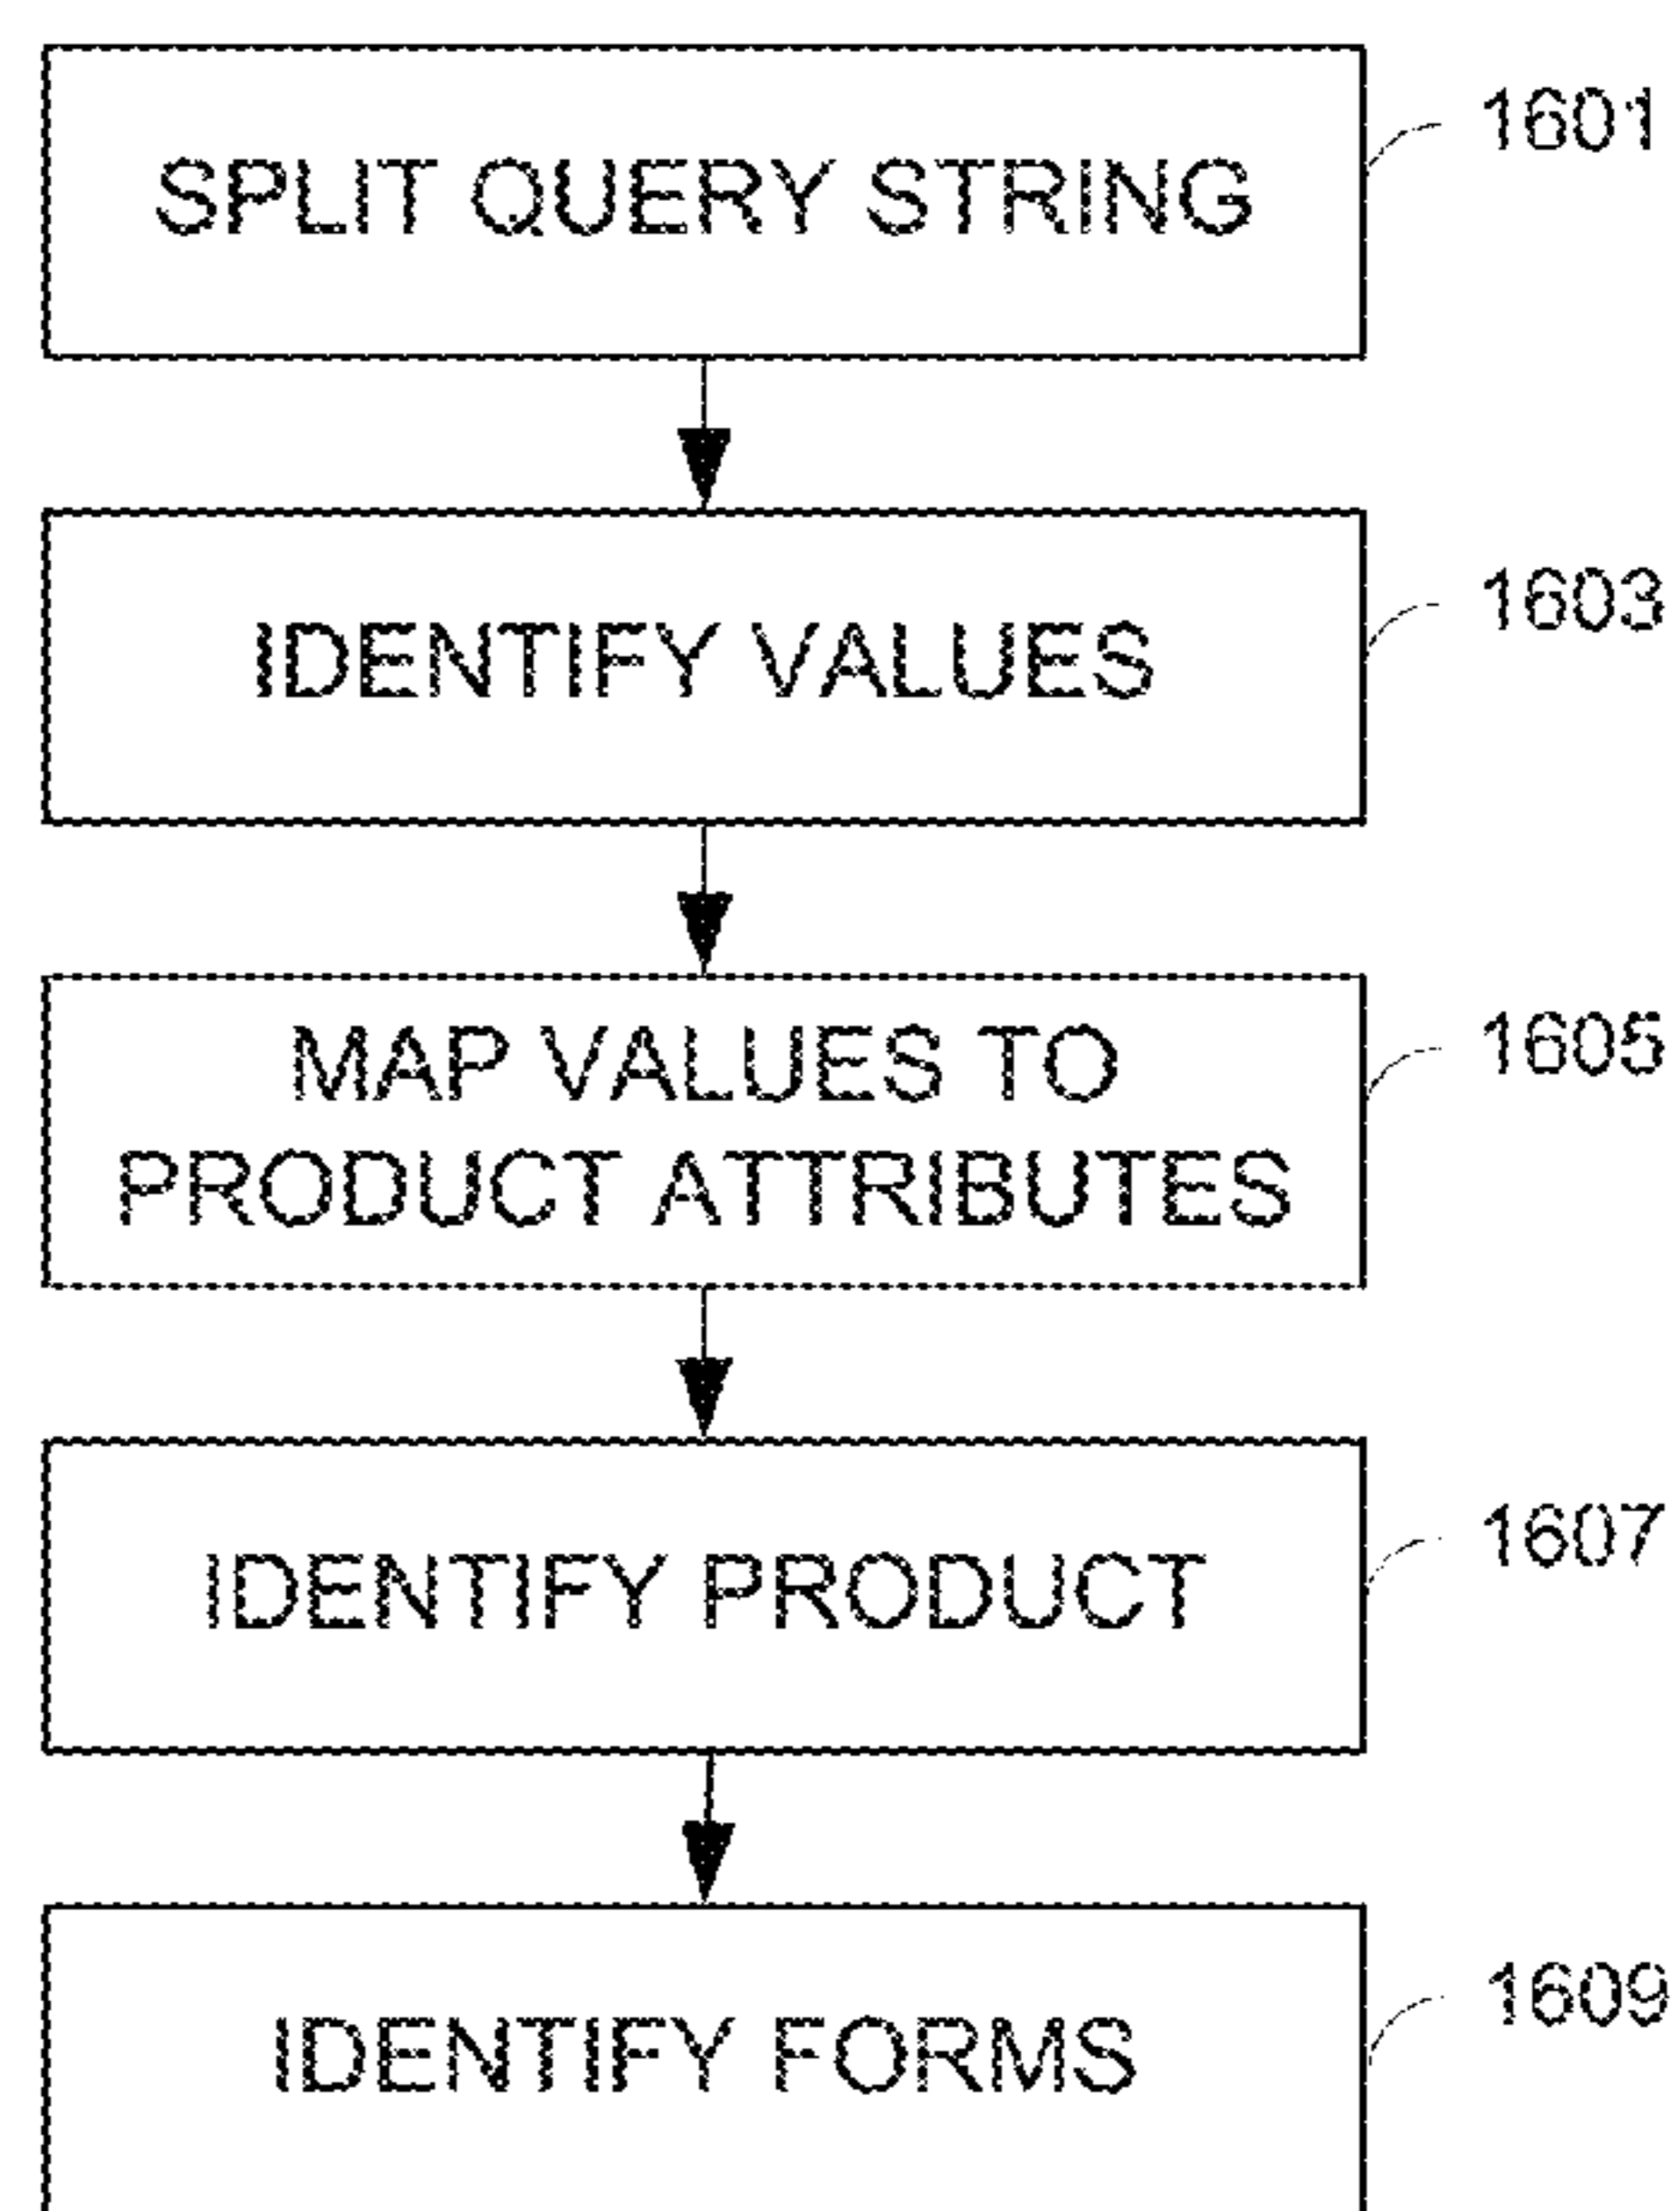 SPLIT QUERY STRING
1601
IDENTIFY VALUES
1603
MAP VALUES TO
PRODUCT ATTRIBUTES
1605
IDENTIFY PRODUCT
1607
IDENTIFY FORMS
1609